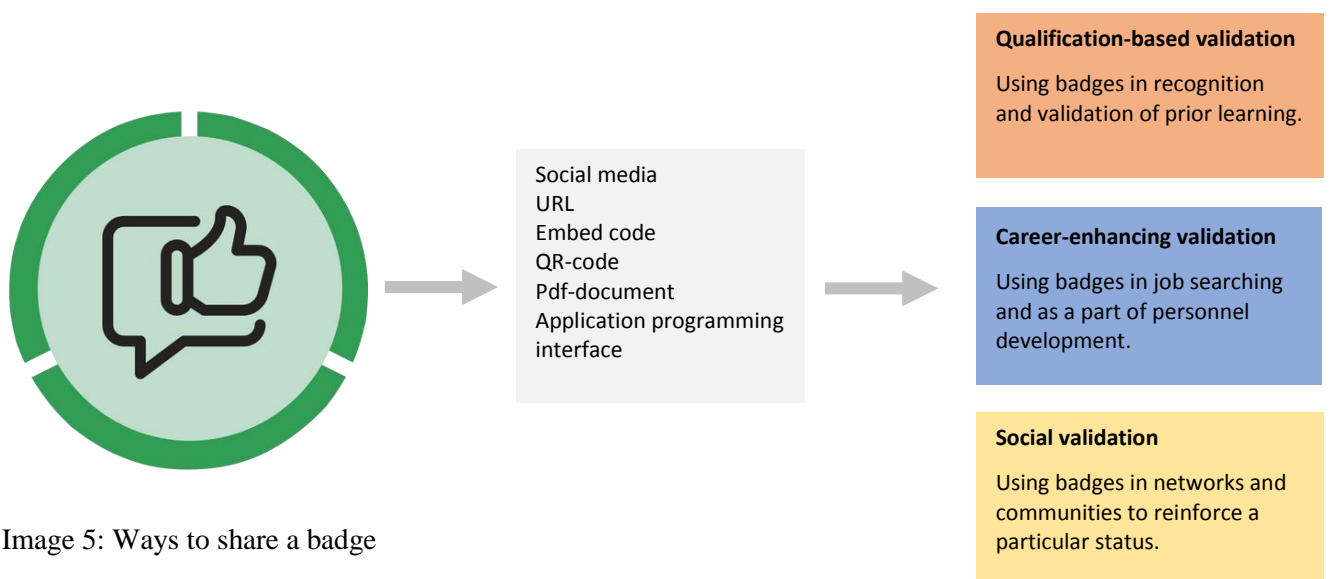 Social media
URL
Embed code
QR-code
Pdf-document
Application programming
interface
Qualification-based validation
Using badges in recognition
and validation of prior learning.
Career-enhancing validation
Using badges in job searching
and as a part of personnel
development.
Social validation
Using badges in networks and
communities to reinforce a
particular status.
Image 5: Ways to share a badge